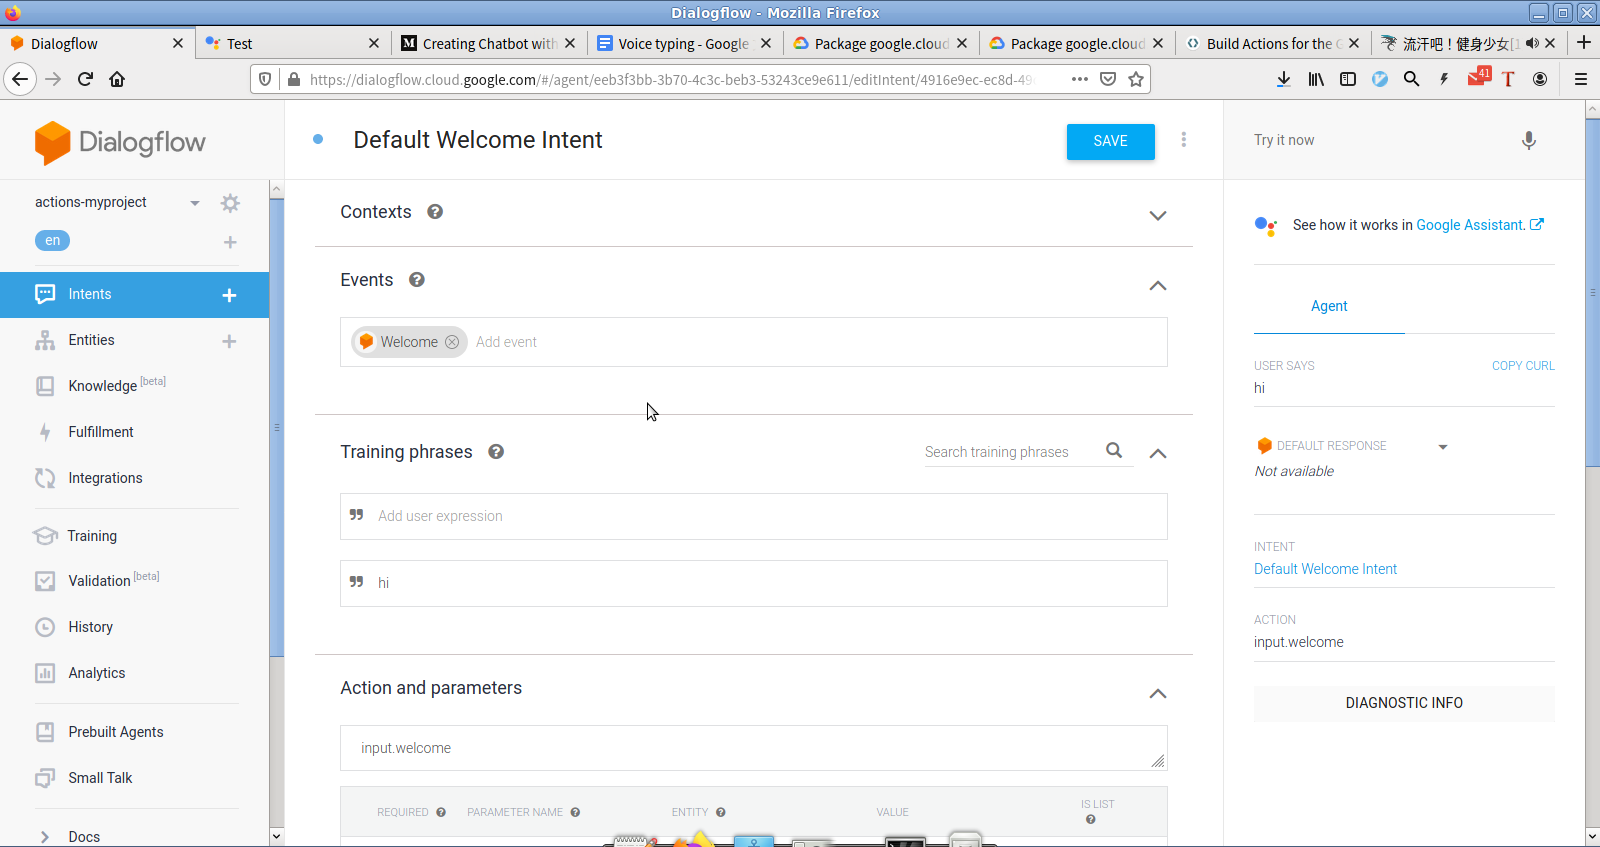 Dialogflow - Mozilla Firefox
Dialogflow
Test
Creating Chatbot with
Voice typing - Google
Package google.cloud
Package google.cloud
Build Actions for the G
流汗吧！健身少女[1
https://dialogflow.cloud.google.com/#/agent/eeb3f3bb-3b70-4c3c-beb3-53243ce9e611/editIntent/4916e9ec-ec8d-49
41
Dialogflow
actions-myproject
en
Intents
Entities
Knowledge [beta]
Fulfillment
Integrations
Training
Validation [beta]
History
Analytics
Prebuilt Agents
Small Talk
Docs
Default Welcome Intent
SAVE
Contexts
Events
Welcome
Add event
Training phrases
Search training phrases
Add user expression
hi
Action and parameters
input.welcome
REQUIRED
PARAMETER NAME
ENTITY
VALUE
IS LIST
Try it now
See how it works in Google Assistant.
Agent
USER SAYS
COPY CURL
hi
DEFAULT RESPONSE
Not available
INTENT
Default Welcome Intent
ACTION
input.welcome
DIAGNOSTIC INFO